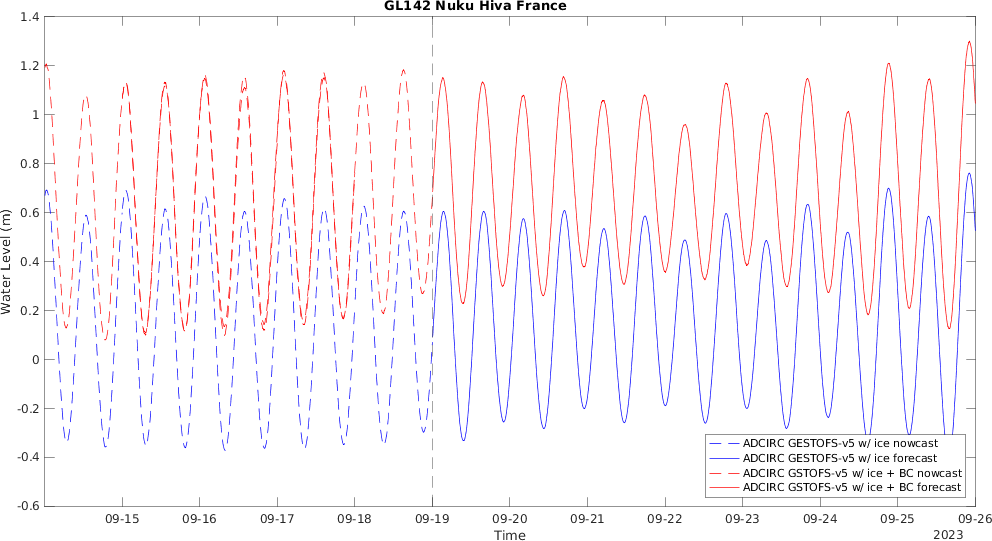 GL142 Nuku Hiva France
1.4
1.2
1
0.8
0.6
0.4
0.2
0
-0.2
-0.4
-0.6
Water Level (m)
ADCIRC GESTOFS-v5 w/ ice nowcast
ADCIRC GESTOFS-v5 w/ ice forecast
ADCIRC GSTOFS-v5 w/ ice + BC nowcast
ADCIRC GSTOFS-v5 w/ ice + BC forecast
09-15 09-16 09-17 09-18 09-19 09-20 09-21 09-22 09-23 09-24 09-25 09-26
Time
2023